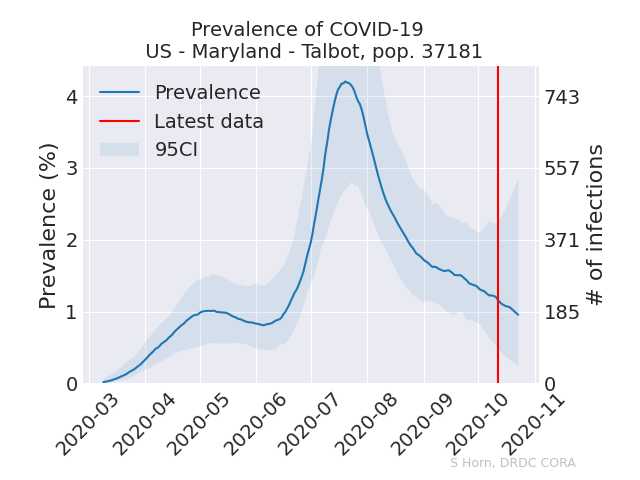 Prevalence of COVID-19
US - Maryland - Talbot, pop. 37181
Prevalence
Latest data
95CI
Prevalence (%)
4
3
2
1
0
743
557
371
185
0
# of infections
2020-03
2020-04
2020-05
2020-06
2020-07
2020-08
2020-09
2020-10
2020-11
S Horn, DRDC CORA